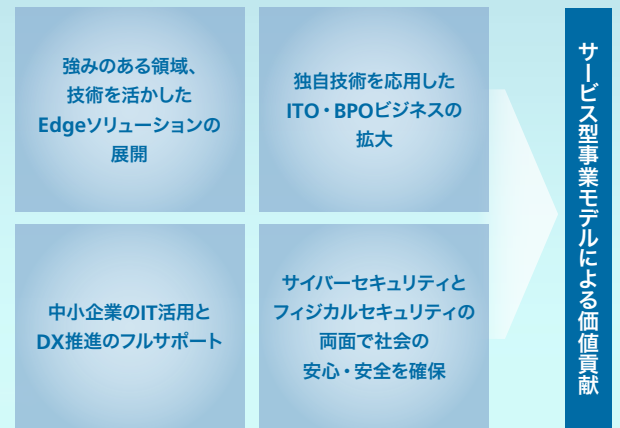 強みのある領域、
技術を活かした
Edgeソリューションの
展開
独自技術を応用した
ITO・BPOビジネスの
拡大
中小企業のIT活用と
DX推進のフルサポート
サイバーセキュリティと
フィジカルセキュリティの
両面で社会の
安心・安全を確保
サービス型事業モデルによる価値貢献